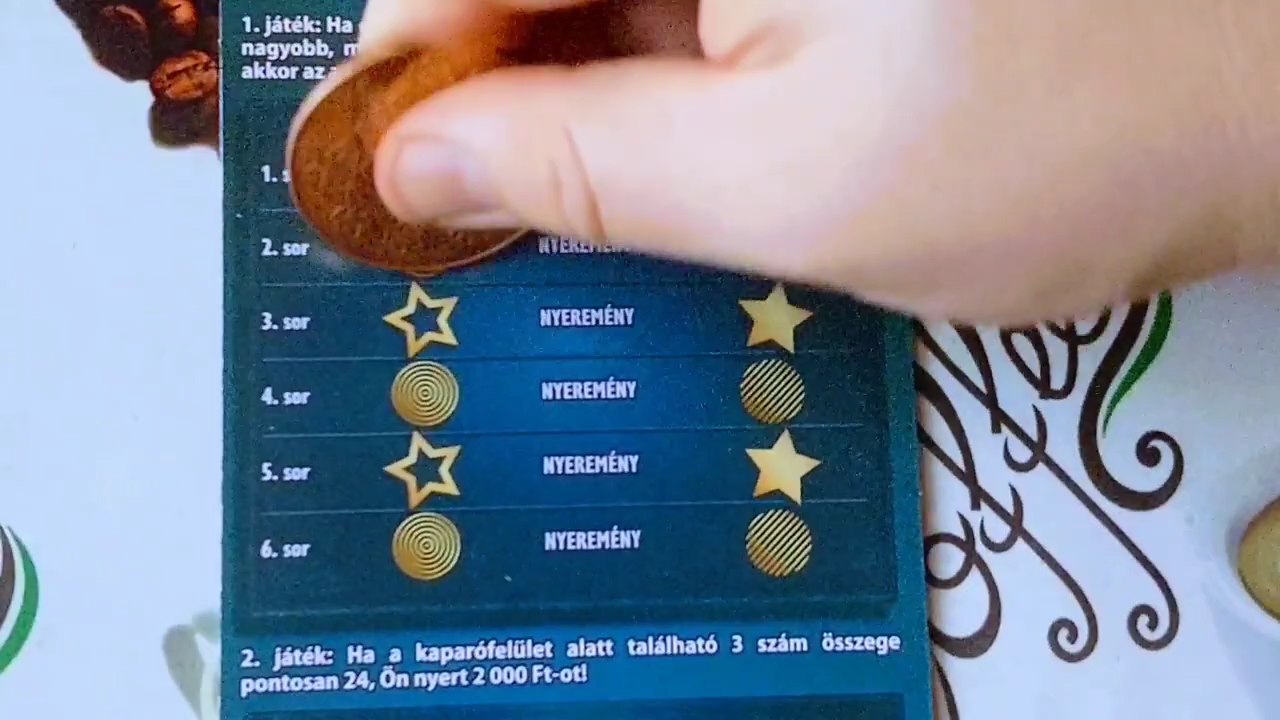 1. játék: Ha
nagyobb,
akkor az
1.
2. sor NYEREMÉNY
3. sor NYEREMÉNY
4. sor NYEREMÉNY
5. sor NYEREMÉNY
6. sor NYEREMÉNY
2. játék: Ha a kaparófelület alatt található 3 szám összege
pontosan 24, Ön nyert 2 000 Ft-ot!